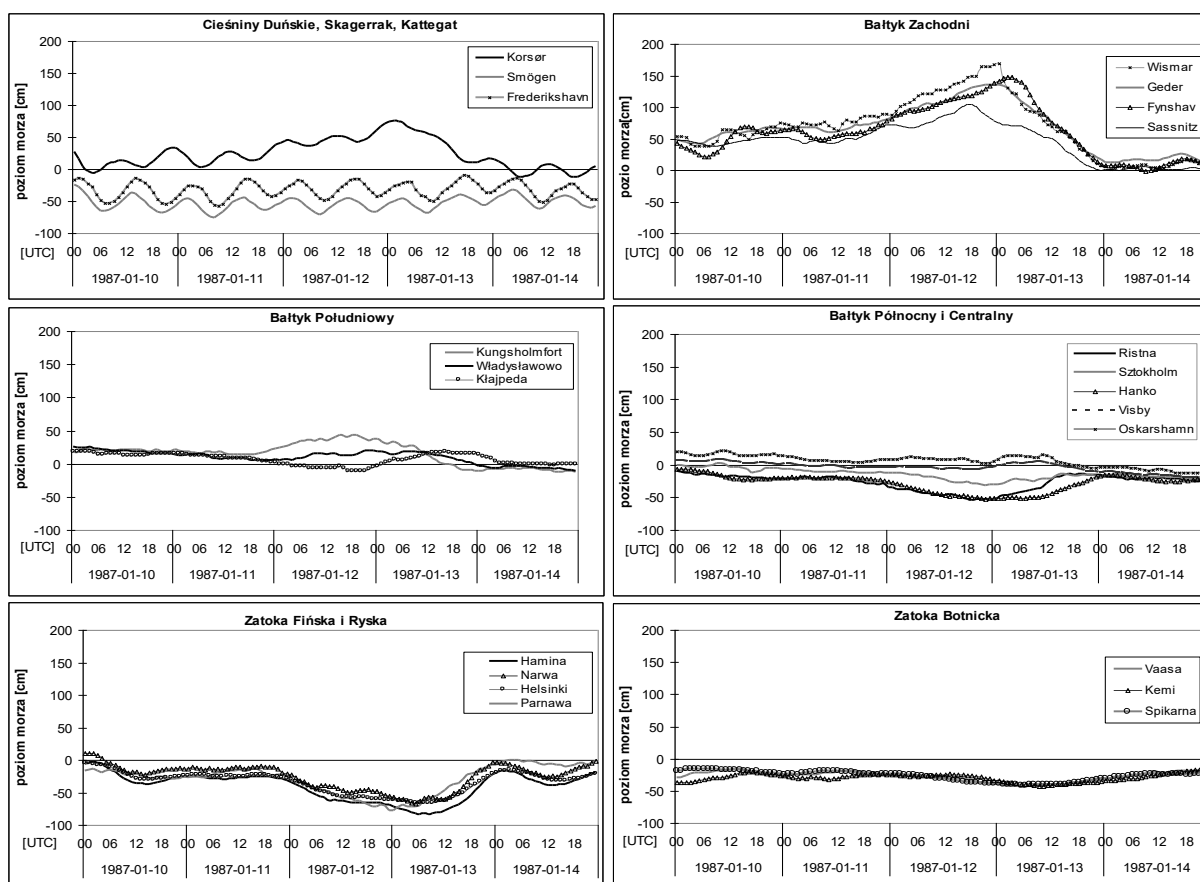 Cieśniny Duńskie, Skagerrak, Kattegat
poziom morza [cm]
200
150
100
50
0
-50
-100
Korsør
Smögen
Frederikshavn
[UTC]
00 06 12 18 00 06 12 18 00 06 12 18 00 06 12 18 00 06 12 18
1987-01-10 1987-01-11 1987-01-12 1987-01-13 1987-01-14
Bałtyk Zachodni
pozio m morza[cm]
200
150
100
50
0
-50
-100
Wismar
Geder
Fynshav
Sassnitz
[UTC]
00 06 12 18 00 06 12 18 00 06 12 18 00 06 12 18 00 06 12 18
1987-01-10 1987-01-11 1987-01-12 1987-01-13 1987-01-14
Bałtyk Południowy
poziom morza [cm]
200
150
100
50
0
-50
-100
Kungsholmfort
Władysławowo
Kłajpeda
[UTC]
00 06 12 18 00 06 12 18 00 06 12 18 00 06 12 18 00 06 12 18
1987-01-10 1987-01-11 1987-01-12 1987-01-13 1987-01-14
Bałtyk Północny i Centralny
poziom morza [cm]
200
150
100
50
0
-50
-100
Ristna
Sztokholm
Hanko
Visby
Oskarshamn
[UTC]
00 06 12 18 00 06 12 18 00 06 12 18 00 06 12 18 00 06 12 18
1987-01-10 1987-01-11 1987-01-12 1987-01-13 1987-01-14
Zatoka Fińska i Ryska
poziom morza [cm]
200
150
100
50
0
-50
-100
Hamina
Narwa
Helsinki
Parnawa
[UTC]
00 06 12 18 00 06 12 18 00 06 12 18 00 06 12 18 00 06 12 18
1987-01-10 1987-01-11 1987-01-12 1987-01-13 1987-01-14
Zatoka Botnicka
poziom morza [cm]
200
150
100
50
0
-50
-100
Vaasa
Kemi
Spikarna
[UTC]
00 06 12 18 00 06 12 18 00 06 12 18 00 06 12 18 00 06 12 18
1987-01-10 1987-01-11 1987-01-12 1987-01-13 1987-01-14